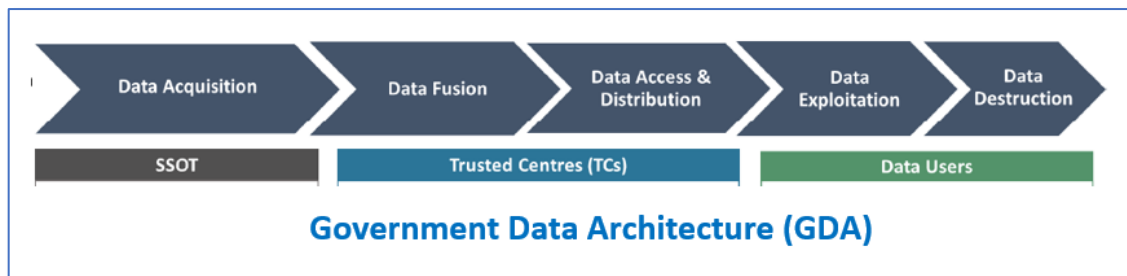 Data Acquisition
Data Fusion
Data Access &
Distribution
Data
Exploitation
Data
Destruction
SSOT
Trusted Centres (TCs)
Data Users
Government Data Architecture (GDA)